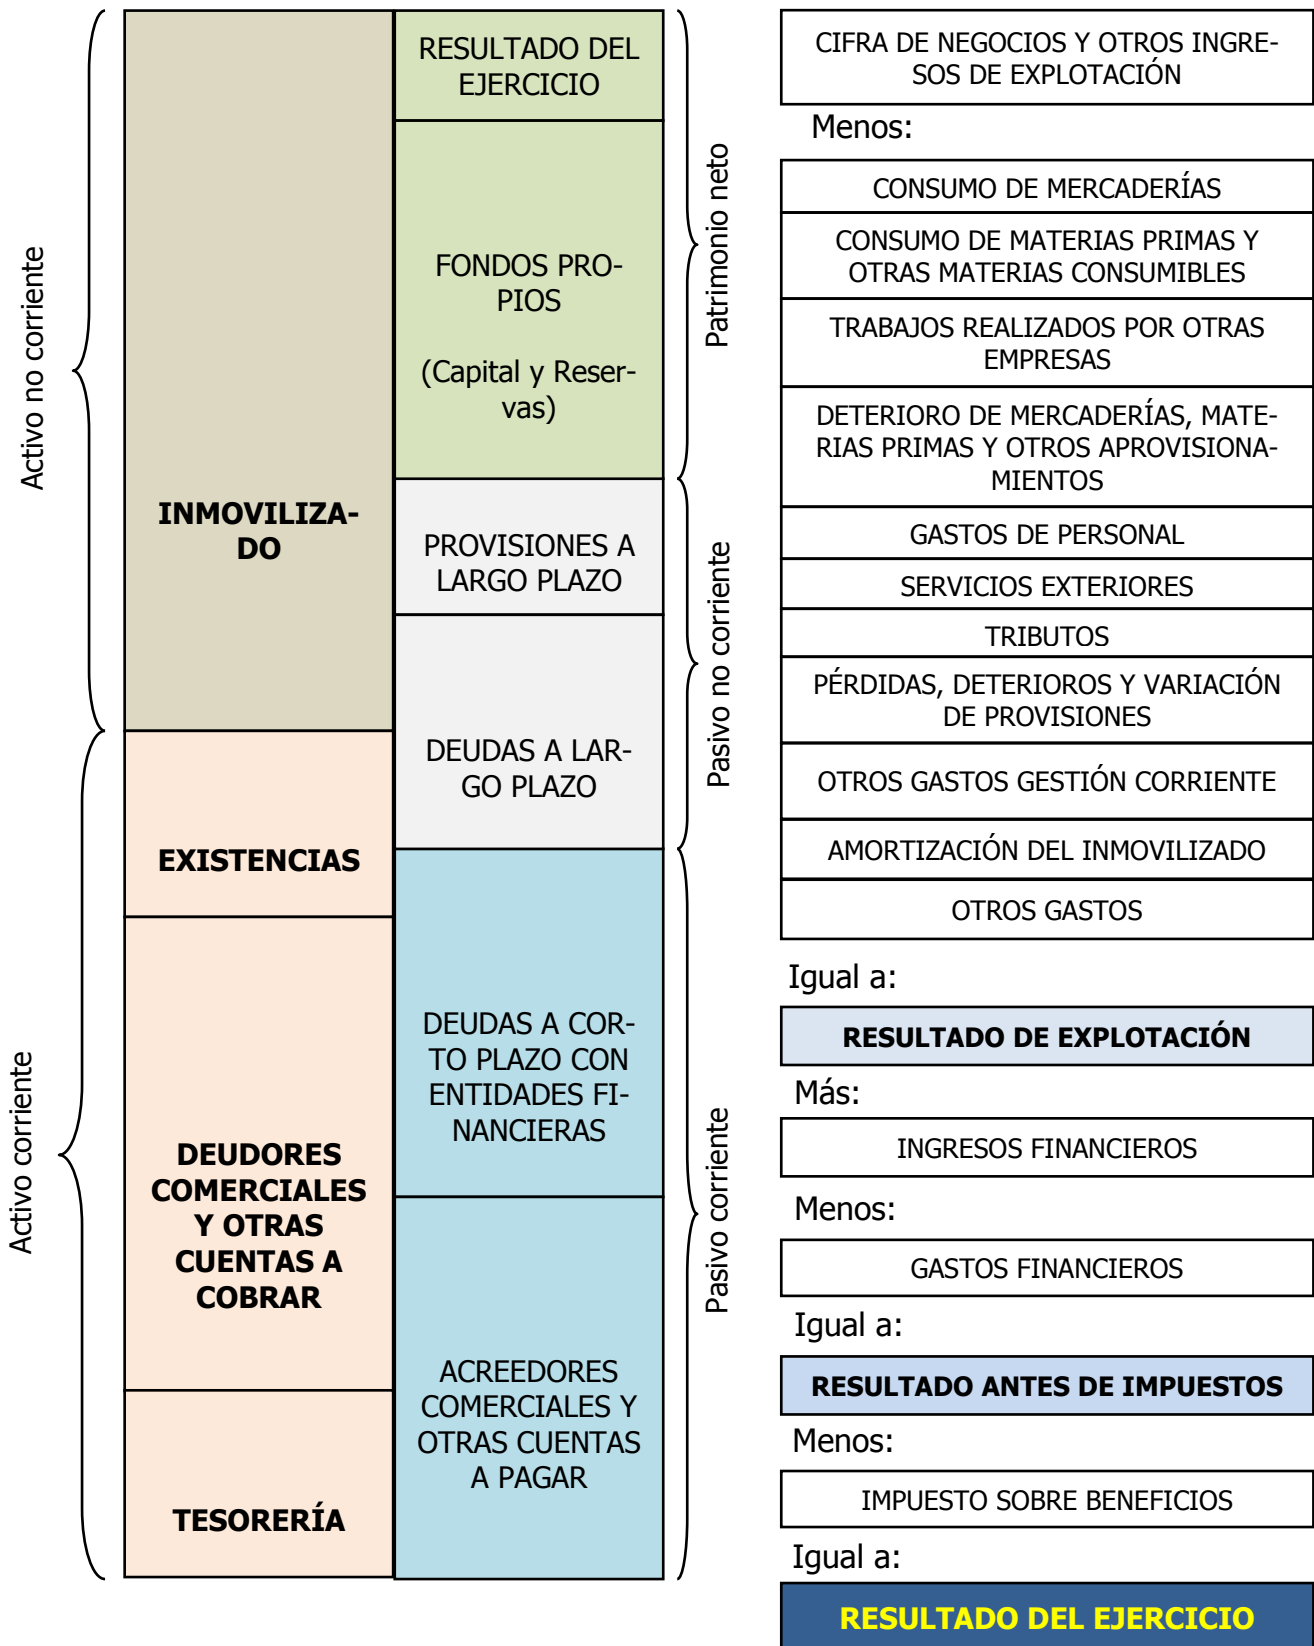 Activo no corriente
Activo corriente
INMOVILIZA-
DO
EXISTENCIAS
DEUDORES
COMERCIALES
Y OTRAS
CUENTAS A
COBRAR
TESORERÍA
RESULTADO DEL
EJERCICIO
FONDOS PRO-
PIOS
(Capital y Reser-
vas)
PROVISIONES A
LARGO PLAZO
DEUDAS A LAR-
GO PLAZO
DEUDAS A COR-
TO PLAZO CON
ENTIDADES FI-
NANCIERAS
ACREEDORES
COMERCIALES Y
OTRAS CUENTAS
A PAGAR
Patrimonio neto
Pasivo no corriente
Pasivo corriente
CIFRA DE NEGOCIOS Y OTROS INGRE-
SOS DE EXPLOTACIÓN
Menos:
CONSUMO DE MERCADERÍAS
CONSUMO DE MATERIAS PRIMAS Y
OTRAS MATERIAS CONSUMIBLES
TRABAJOS REALIZADOS POR OTRAS
EMPRESAS
DETERIORO DE MERCADERÍAS, MATE-
RIAS PRIMAS Y OTROS APROVISIONA-
MIENTOS
GASTOS DE PERSONAL
SERVICIOS EXTERIORES
TRIBUTOS
PÉRDIDAS, DETERIOROS Y VARIACIÓN
DE PROVISIONES
OTROS GASTOS GESTIÓN CORRIENTE
AMORTIZACIÓN DEL INMOVILIZADO
OTROS GASTOS
Igual a:
RESULTADO DE EXPLOTACIÓN
Más:
INGRESOS FINANCIEROS
Menos:
GASTOS FINANCIEROS
Igual a:
RESULTADO ANTES DE IMPUESTOS
Menos:
IMPUESTO SOBRE BENEFICIOS
Igual a:
RESULTADO DEL EJERCICIO